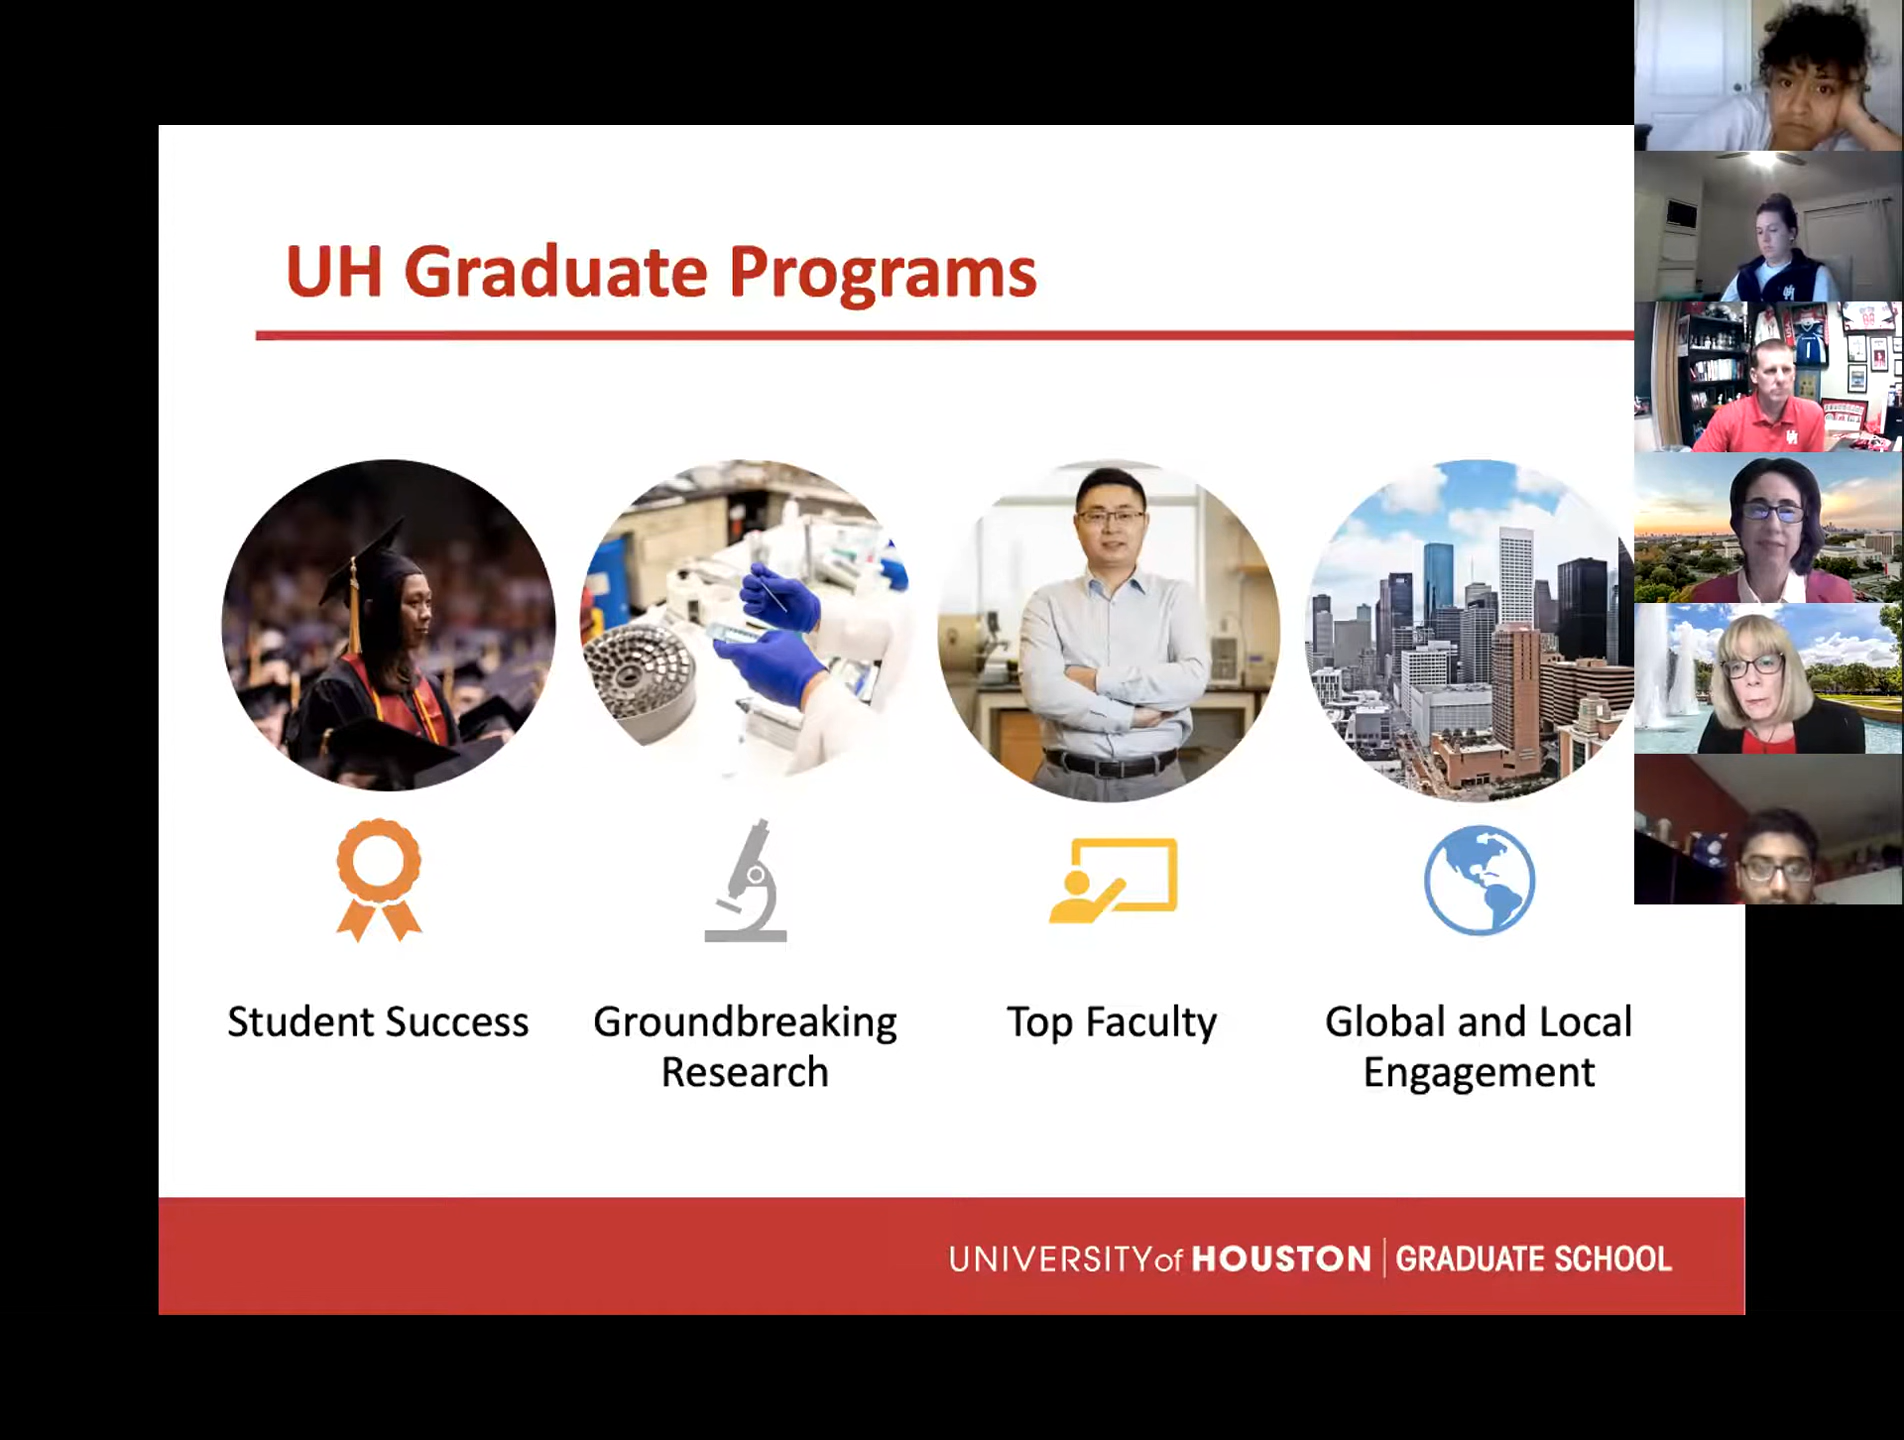 UH Graduate Programs
Student Success
Groundbreaking
Research
Top Faculty
Global and Local
Engagement
UNIVERSITY of HOUSTON | GRADUATE SCHOOL